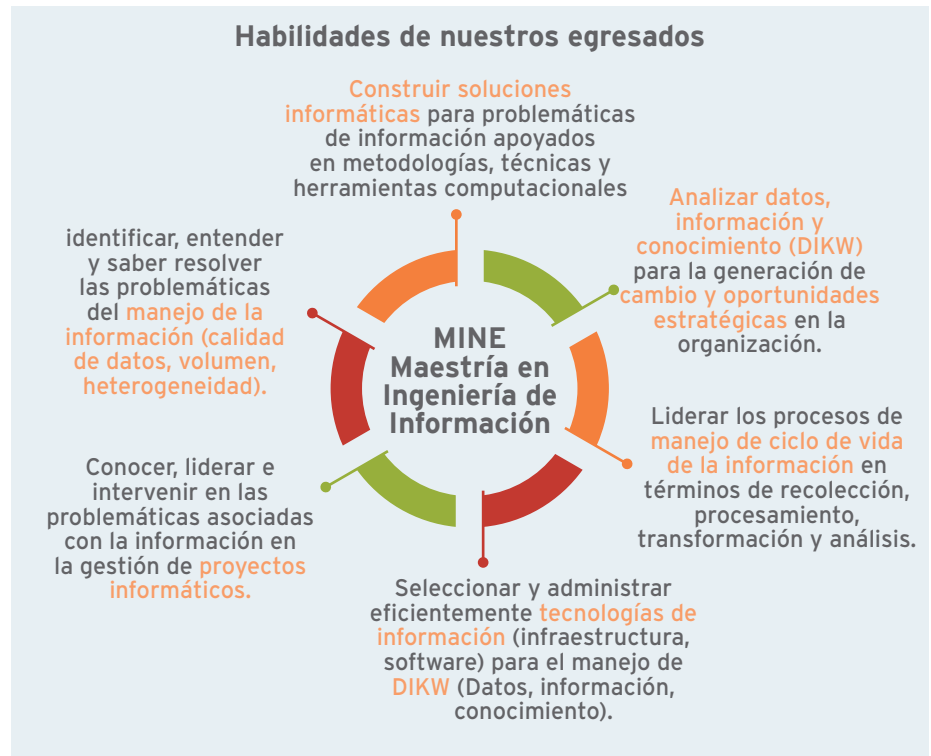 Habilidades de nuestros egresados
Construir soluciones
informáticas para problemáticas
de información apoyados
en metodologías, técnicas y
herramientas computacionales
Analizar datos,
información y
conocimiento (DIKW)
para la generación de
cambio y oportunidades
estratégicas en la
organización.
Liderar los procesos de
manejo de ciclo de vida
de la información en
términos de recolección,
procesamiento,
transformación y análisis.
Seleccionar y administrar
eficientemente tecnologías de
información (infraestructura,
software) para el manejo de
DIKW (Datos, información,
conocimiento).
Conocer, liderar e
intervenir en las
problemáticas asociadas
con la información en
la gestión de proyectos
informáticos.
identificar, entender
y saber resolver
las problemáticas
del manejo de la
información (calidad
de datos, volumen,
heterogeneidad).
MINE
Maestría en
Ingeniería de
Información